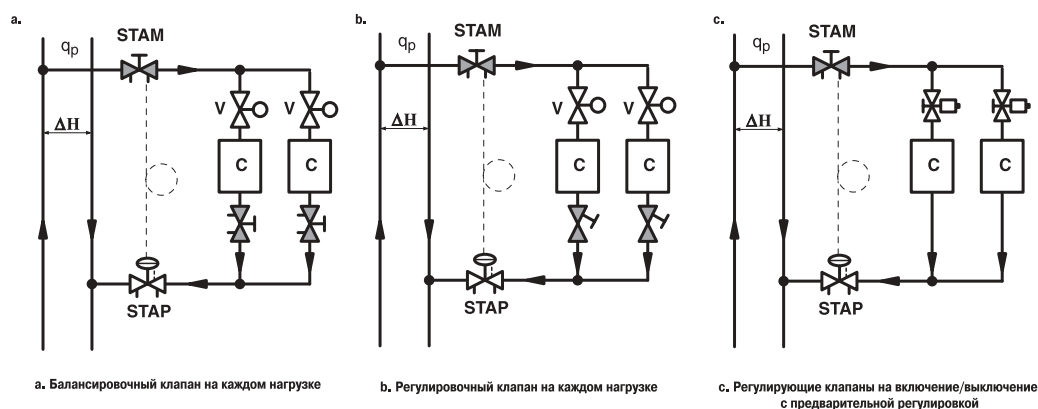 a.
b.
c.
STAM
STAM
STAM
qp
qp
qp
V
V
V
V
ΔH
ΔH
ΔH
C
C
C
C
C
C
STAP
STAP
STAP
a. Балансировочный клапан на каждом нагрузке
b. Регулировочный клапан на каждом нагрузке
c. Регулирующие клапаны на включение/выключение
с предварительной регулировкой